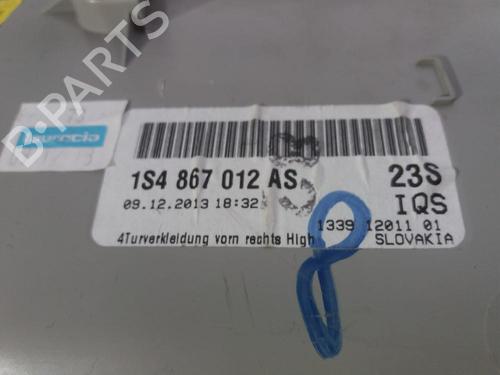 B-PARTS
1S4 867 012 AS
23S
09.12.2013 18:32
IQS
1339 12011 01
4Turverkleidung vorn rechts High
SLOVAKIA